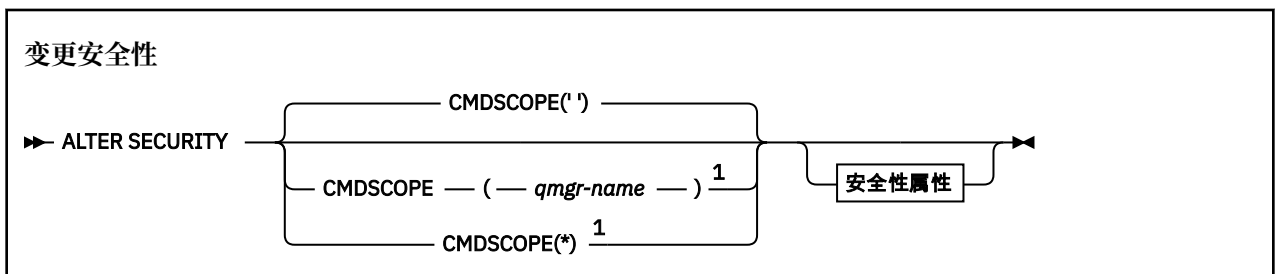 变更安全性
CMDSCOPE(' ')
ALTER SECURITY
CMDSCOPE ( qmgr-name ) 1
安全性属性
CMDSCOPE(*) 1